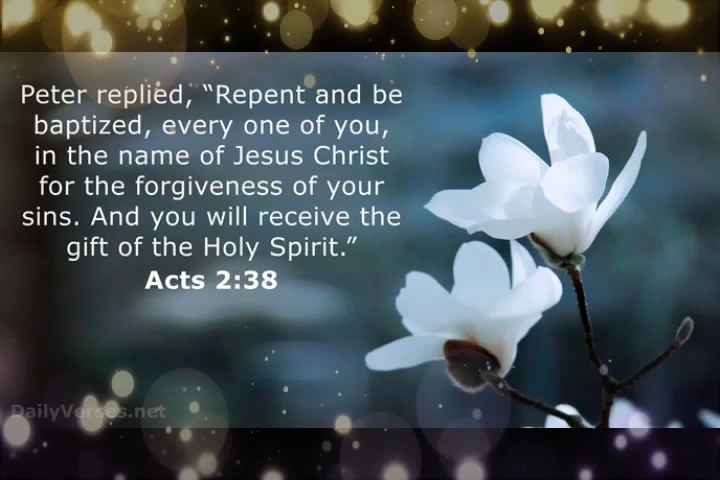 Peter replied, “Repent and be
baptized, every one of you,
in the name of Jesus Christ
for the forgiveness of your
sins. And you will receive the
gift of the Holy Spirit.”
Acts 2:38
DailyVerses.net